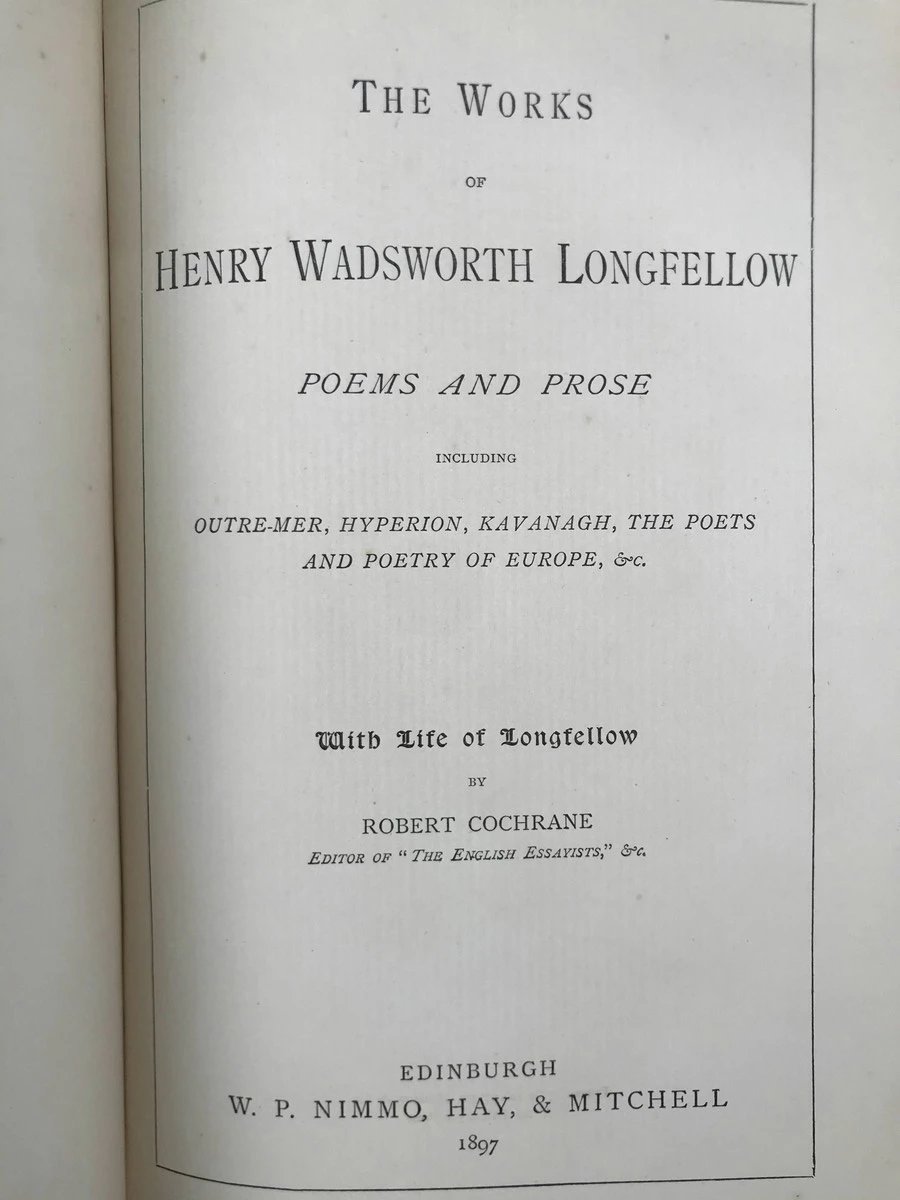 THE WORKS
OF
HENRY WADSWORTH LONGFELLOW
POEMS AND PROSE
INCLUDING
OUTRE-MER, HYPERION, KAVANAGH, THE POETS
AND POETRY OF EUROPE, &c.
With Life of Longfellow
BY
ROBERT COCHRANE
EDITOR OF “THE ENGLISH ESSAYISTS,” &c.
EDINBURGH
W. P. NIMMO, HAY, & MITCHELL
1897